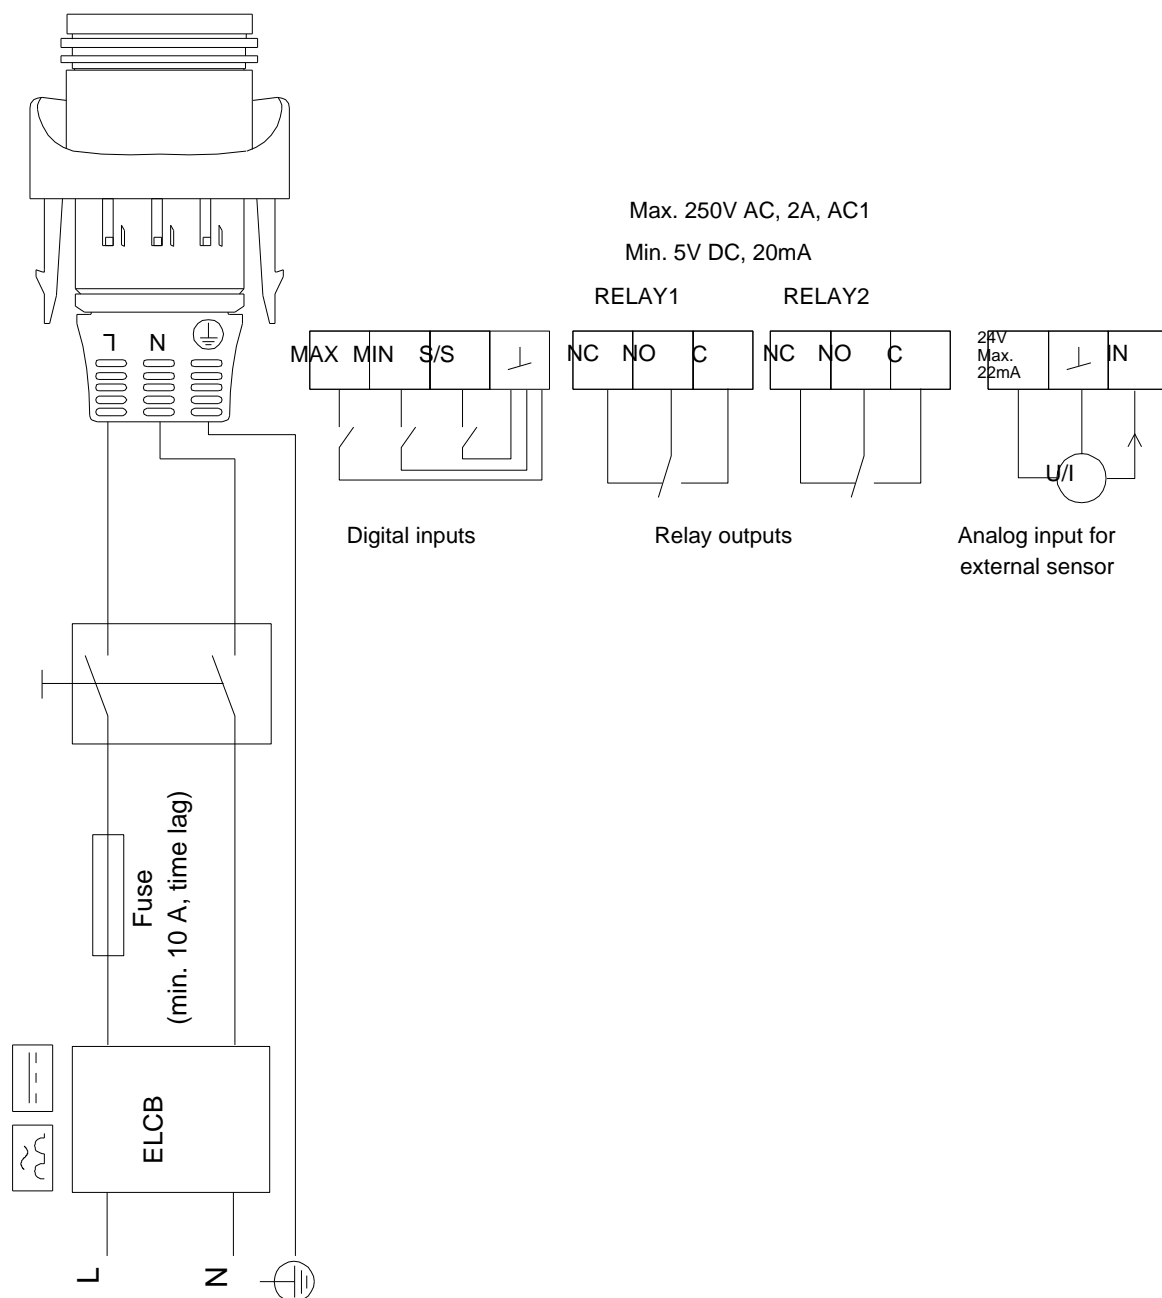 Max. 250V AC, 2A, AC1
Min. 5V DC, 20mA
RELAY1 RELAY2
L N
MAX MIN S/S NC NO C NC NO C 24V IN
Max.
22mA
U/I
Digital inputs Relay outputs Analog input for
external sensor
Fuse
(min. 10 A, time lag)
ELCB
L N